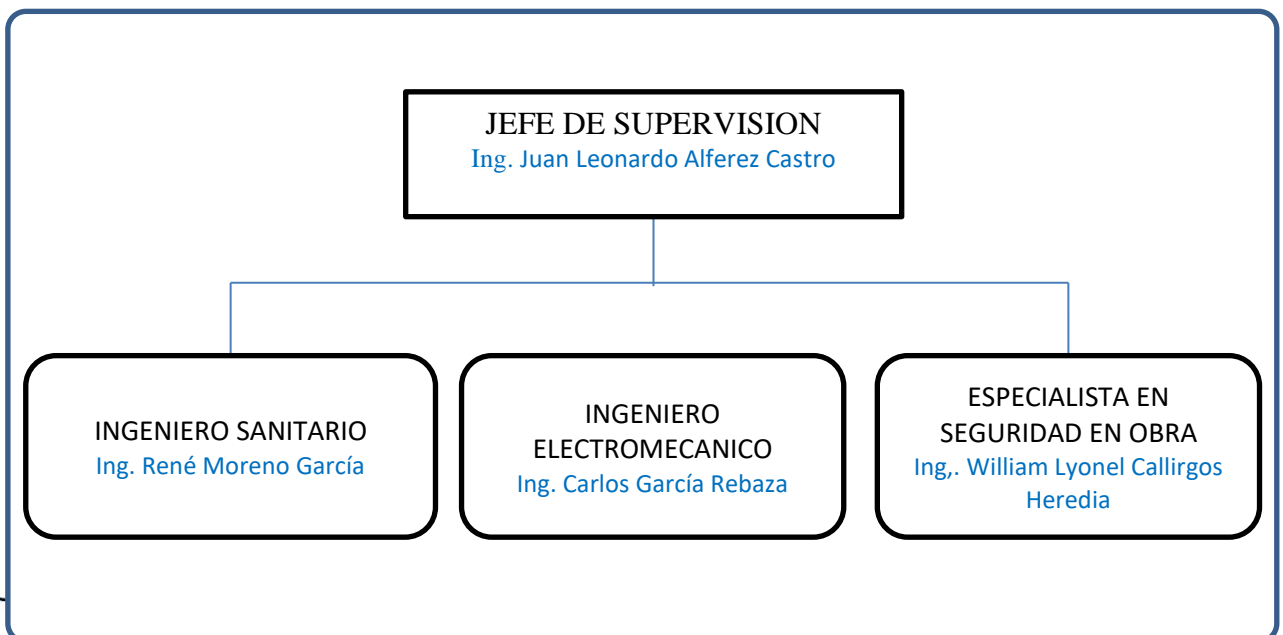 JEFE DE SUPERVISION
Ing. Juan Leonardo Alferez Castro
INGENIERO SANITARIO
Ing. René Moreno García
INGENIERO
ELECTROMECANICO
Ing. Carlos García Rebaza
ESPECIALISTA EN
SEGURIDAD EN OBRA
Ing,. William Lyonel Callirgos
Heredia